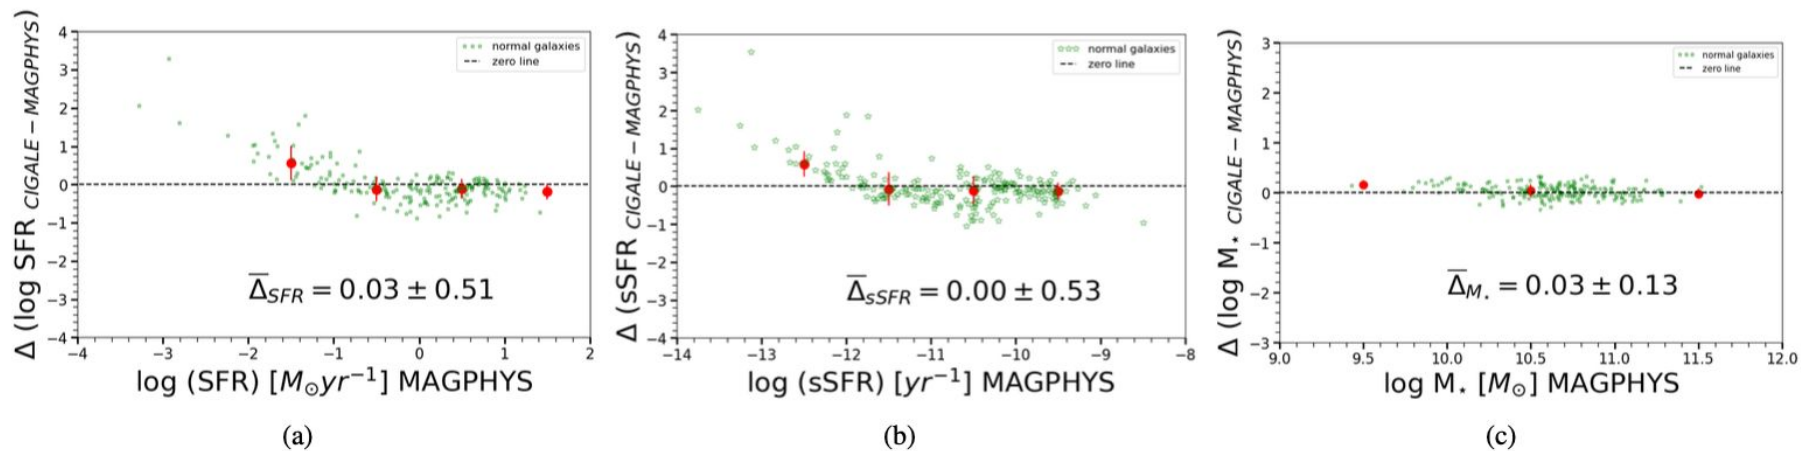 Δ (log SFR CIGALE − MAGPHYS)
4
3
2
1
0
−1
−2
−3
−4
normal galaxies
zero line
Δ̅SFR = 0.03 ± 0.51
−4 −3 −2 −1 0 1 2
log (SFR) [M⊙yr−1] MAGPHYS
(a)
Δ (sSFR CIGALE − MAGPHYS)
4
3
2
1
0
−1
−2
−3
−4
normal galaxies
zero line
Δ̅sSFR = 0.00 ± 0.53
−14 −13 −12 −11 −10 −9 −8
log (sSFR) [yr−1] MAGPHYS
(b)
Δ (log M⋆ CIGALE − MAGPHYS)
3
2
1
0
−1
−2
−3
normal galaxies
zero line
Δ̅M⋆ = 0.03 ± 0.13
9.0 9.5 10.0 10.5 11.0 11.5 12.0
log M⋆ [M⊙] MAGPHYS
(c)